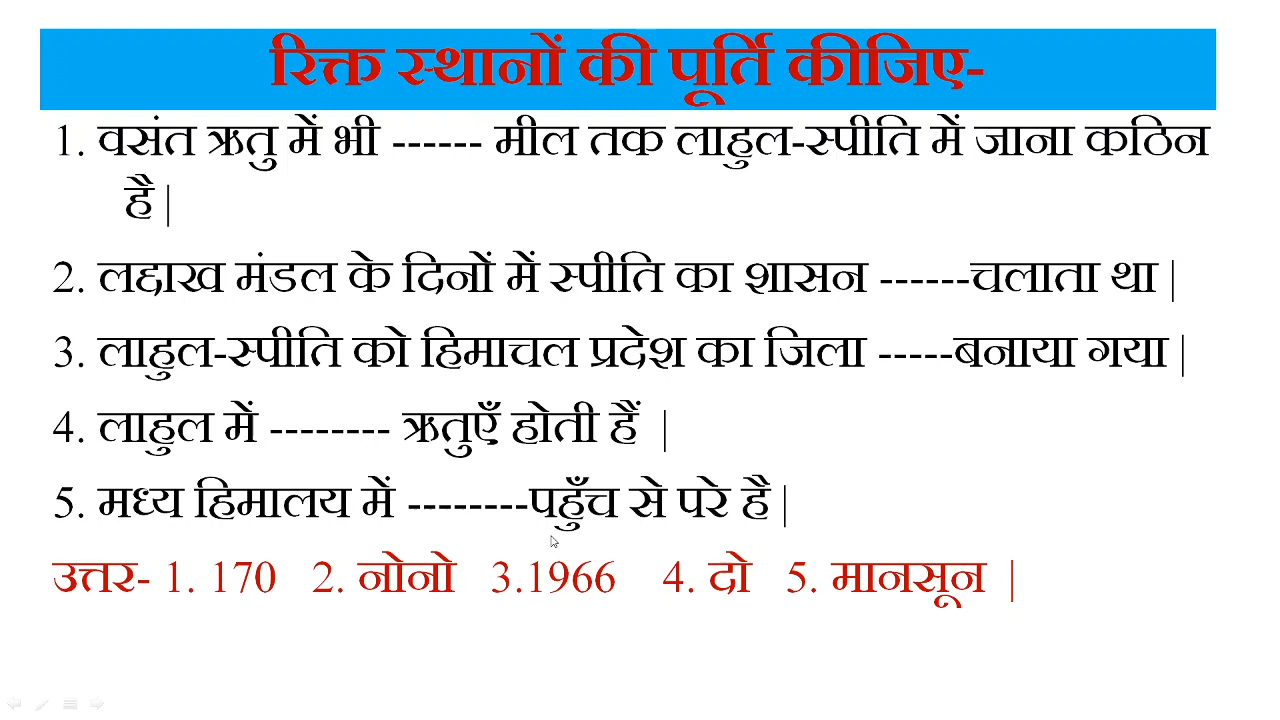 रिक्त स्थानों की पूर्ति कीजिए-
1. वसंत ऋतु में भी ------ मील तक लाहुल-स्पीति में जाना कठिन
है |
2. लद्दाख मंडल के दिनों में स्पीति का शासन ------चलाता था |
3. लाहुल-स्पीति को हिमाचल प्रदेश का जिला -----बनाया गया |
4. लाहुल में -------- ऋतुएँ होती हैं |
5. मध्य हिमालय में --------पहुँच से परे है |
उत्तर- 1. 170 2. नोनो 3.1966 4. दो 5. मानसून |